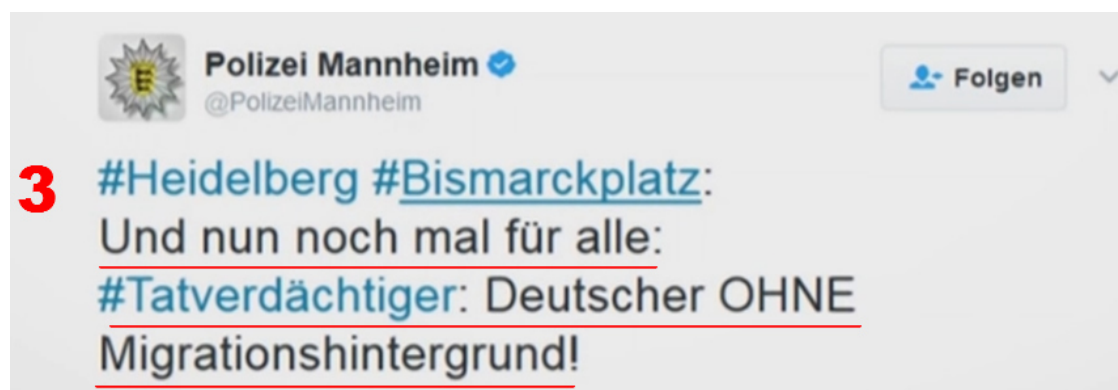 Polizei Mannheim
@PolizeiMannheim
Folgen
3
#Heidelberg #Bismarckplatz:
Und nun noch mal für alle:
#Tatverdächtiger: Deutscher OHNE
Migrationshintergrund!